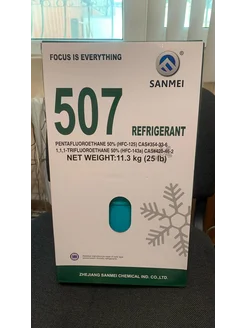 FOCUS IS EVERYTHING
SANMEI
507 REFRIGERANT
PENTAFLUOROETHANE 50% (HFC-125) CAS#354-33-6
1,1,1-TRIFLUOROETHANE 50% (HFC-143a) CAS#420-46-2
NET WEIGHT:11.3 kg (25 lb)
ZHEJIANG SANMEI CHEMICAL IND. CO.,LTD.